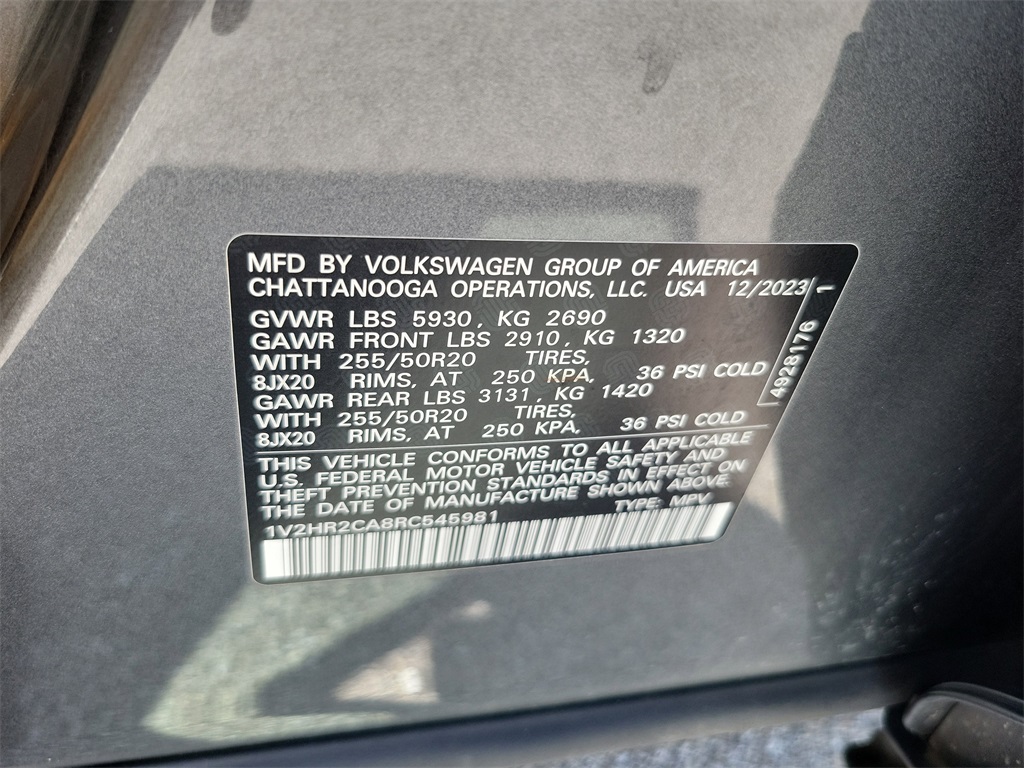 MFD BY VOLKSWAGEN GROUP OF AMERICA
CHATTANOOGA OPERATIONS, LLC. USA 12/2023
GVWR LBS 5930, KG 2690
GAWR FRONT LBS 2910, KG 1320
WITH 255/50R20 TIRES,
8JX20 RIMS, AT 250 KPA, 36 PSI COLD
GAWR REAR LBS 3131, KG 1420
WITH 255/50R20 TIRES,
8JX20 RIMS, AT 250 KPA, 36 PSI COLD
THIS VEHICLE CONFORMS TO ALL APPLICABLE
U.S. FEDERAL MOTOR VEHICLE SAFETY AND
THEFT PREVENTION STANDARDS IN EFFECT ON
THE DATE OF MANUFACTURE SHOWN ABOVE.
1V2HR2CA8RC545981 TYPE: MPV
4928176 1